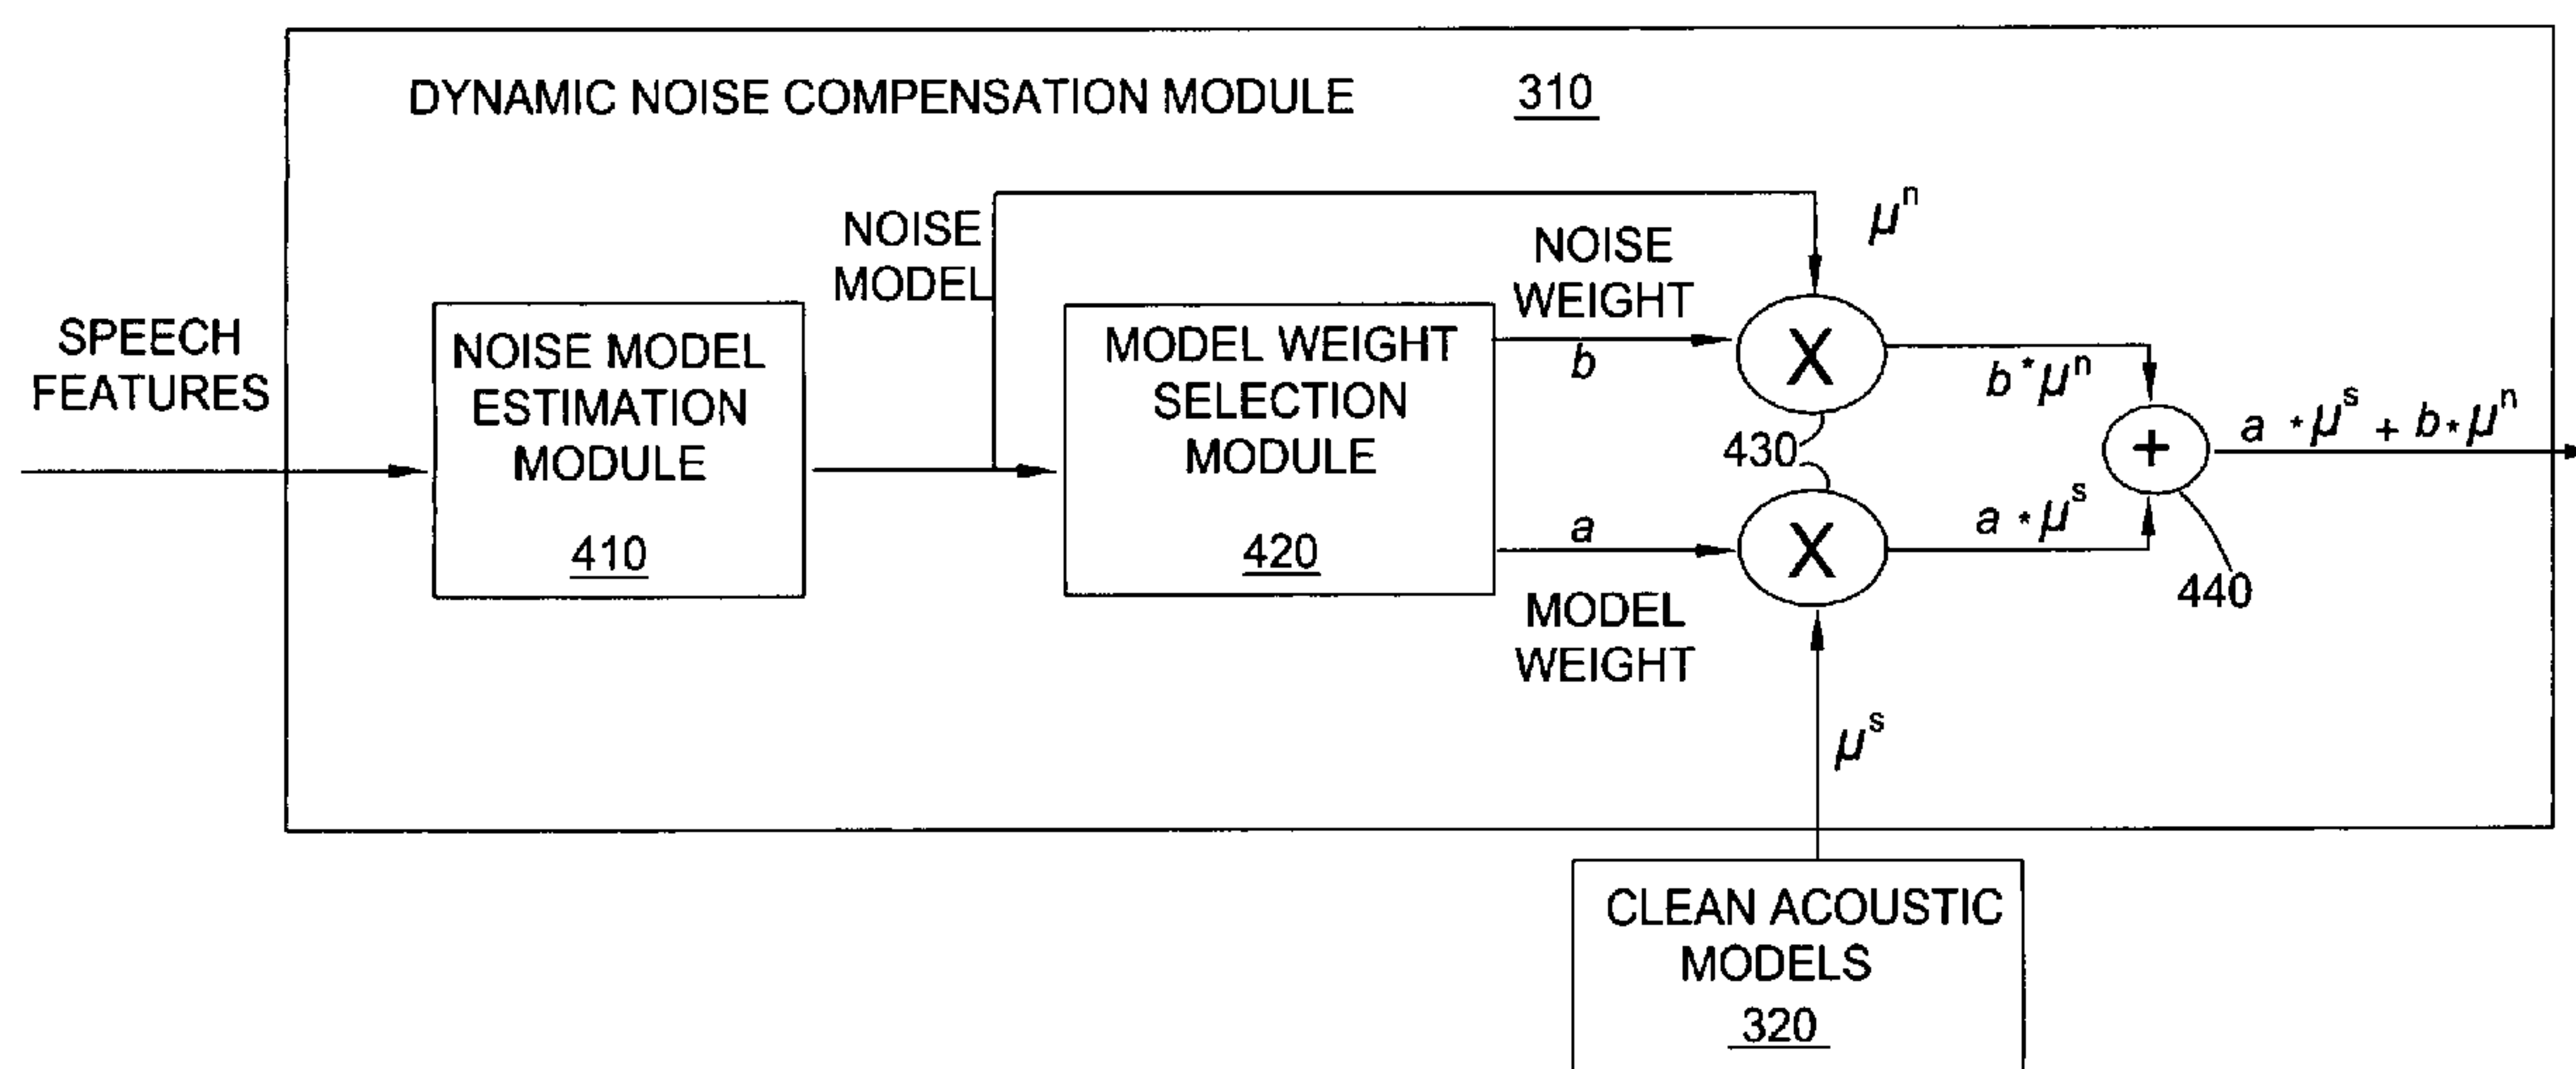 DYNAMIC NOISE COMPENSATION MODULE 310
SPEECH
FEATURES
NOISE MODEL
ESTIMATION
MODULE
410
NOISE
MODEL
MODEL WEIGHT
SELECTION
MODULE
420
NOISE
WEIGHT
b
μⁿ
X
b*μⁿ
430
a
MODEL
WEIGHT
X
a *μˢ
+
440
a *μˢ + b*μⁿ
μˢ
CLEAN ACOUSTIC
MODELS
320